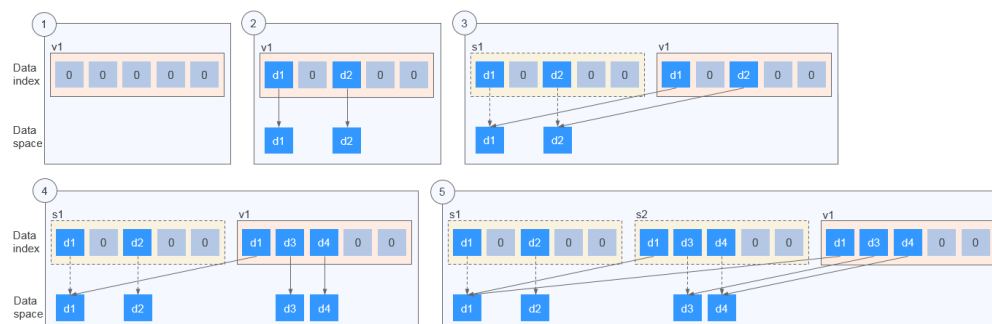 1
v1
Data index
0 0 0 0 0
Data space
2
v1
d1 0 d2 0 0
d1 d2
3
s1 v1
d1 0 d2 0 0 d1 0 d2 0 0
d1 d2
4
s1 v1
Data index
d1 0 d2 0 0 d1 d3 d4 0 0
Data space
d1 d2 d3 d4
5
s1 s2 v1
d1 0 d2 0 0 d1 d3 d4 0 0 d1 d3 d4 0 0
d1 d2 d3 d4